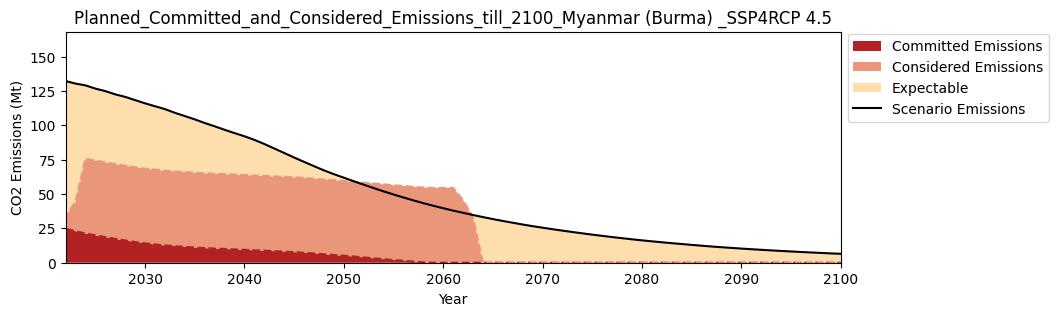 Planned_Committed_and_Considered_Emissions_till_2100_Myanmar (Burma) _SSP4RCP 4.5
CO2 Emissions (Mt)
150
125
100
75
50
25
0
2030 2040 2050 2060 2070 2080 2090 2100
Year
Committed Emissions
Considered Emissions
Expectable
Scenario Emissions